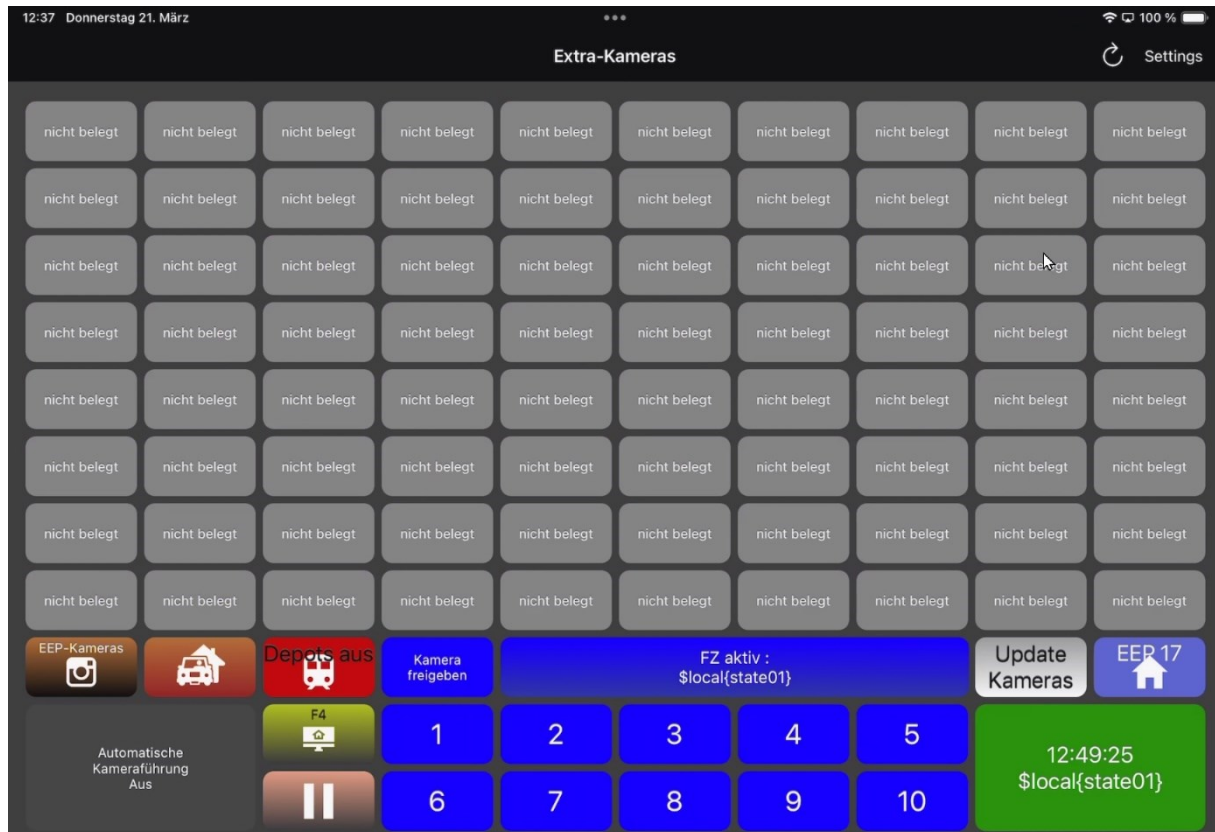 12:37 Donnerstag 21. März
100 %
Extra-Kameras
Settings
nicht belegt nicht belegt nicht belegt nicht belegt nicht belegt nicht belegt nicht belegt nicht belegt nicht belegt nicht belegt
nicht belegt nicht belegt nicht belegt nicht belegt nicht belegt nicht belegt nicht belegt nicht belegt nicht belegt nicht belegt
nicht belegt nicht belegt nicht belegt nicht belegt nicht belegt nicht belegt nicht belegt nicht belegt nicht belegt nicht belegt
nicht belegt nicht belegt nicht belegt nicht belegt nicht belegt nicht belegt nicht belegt nicht belegt nicht belegt nicht belegt
nicht belegt nicht belegt nicht belegt nicht belegt nicht belegt nicht belegt nicht belegt nicht belegt nicht belegt nicht belegt
nicht belegt nicht belegt nicht belegt nicht belegt nicht belegt nicht belegt nicht belegt nicht belegt nicht belegt nicht belegt
nicht belegt nicht belegt nicht belegt nicht belegt nicht belegt nicht belegt nicht belegt nicht belegt nicht belegt nicht belegt
nicht belegt nicht belegt nicht belegt nicht belegt nicht belegt nicht belegt nicht belegt nicht belegt nicht belegt nicht belegt
EEP-Kameras
Depots aus
Kamera
freigeben
FZ aktiv :
$local{state01}
Update
Kameras
EEP 17
Automatische
Kameraführung
Aus
F4
1 2 3 4 5
6 7 8 9 10
12:49:25
$local{state01}